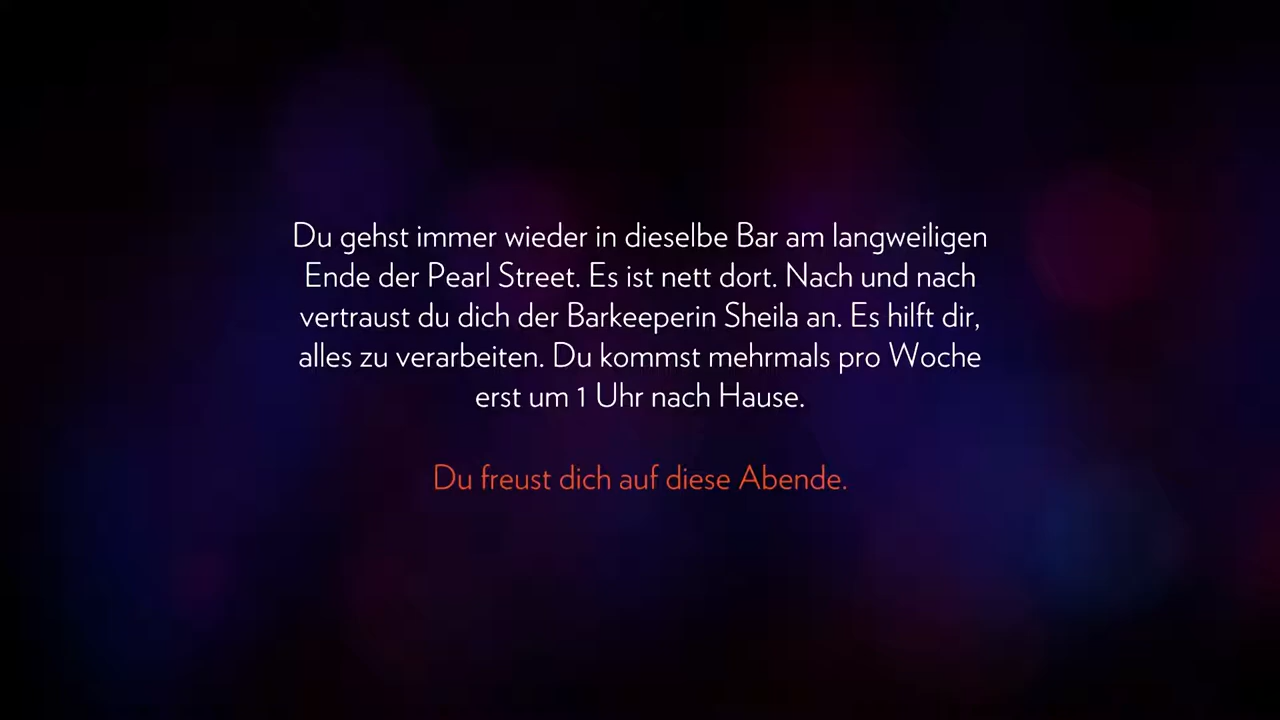 Du gehst immer wieder in dieselbe Bar am langweiligen
Ende der Pearl Street. Es ist nett dort. Nach und nach
vertraust du dich der Barkeeperin Sheila an. Es hilft dir,
alles zu verarbeiten. Du kommst mehrmals pro Woche
erst um 1 Uhr nach Hause.
Du freust dich auf diese Abende.